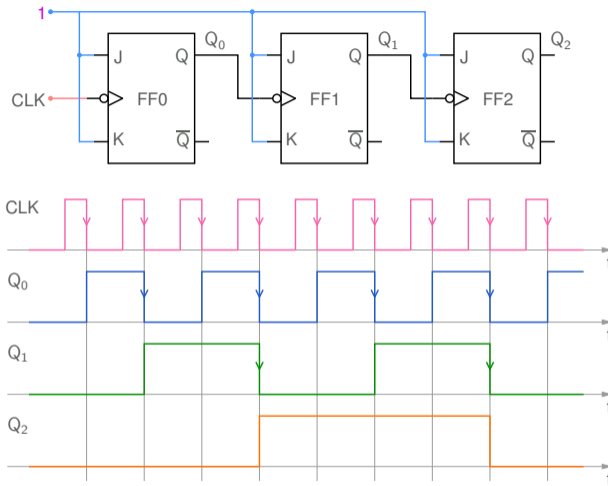 1
Q0 Q1 Q2
J Q J Q J Q
CLK FF0 FF1 FF2
K Q̅ K Q̅ K Q̅
CLK
t
Q0
t
Q1
t
Q2
t